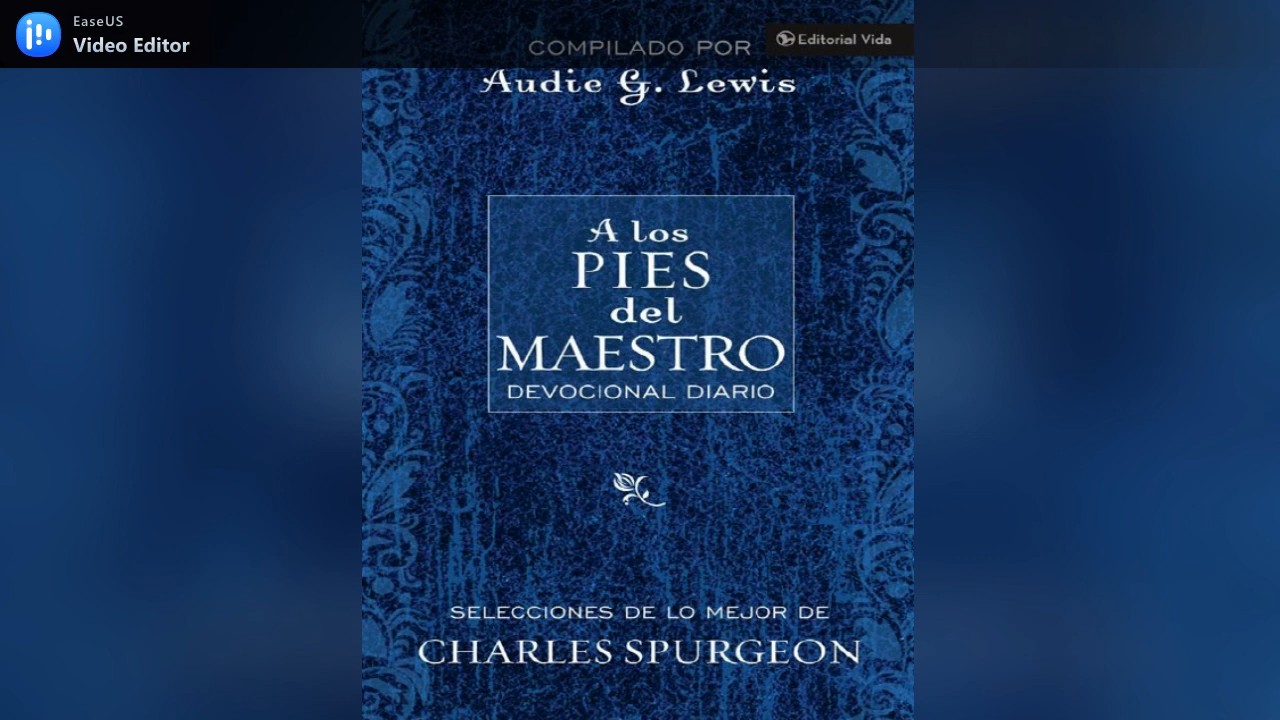 EaseUS
Video Editor
COMPILADO POR
Editorial Vida
Audie G. Lewis
A los
PIES
del
MAESTRO
DEVOCIONAL DIARIO
SELECCIONES DE LO MEJOR DE
CHARLES SPURGEON